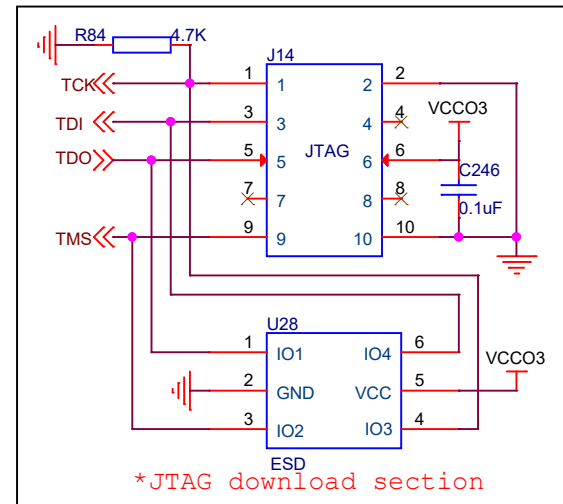 R84 4.7K
J14
TCK 1 1 2 2
VCCO3
TDI 3 3 4 4
TDO 5 5 JTAG 6 6
C246
7 7 8 8
0.1uF
TMS 9 9 10 10
U28
1 IO1 IO4 6
VCCO3
2 GND VCC 5
3 IO2 IO3 4
ESD
*JTAG download section